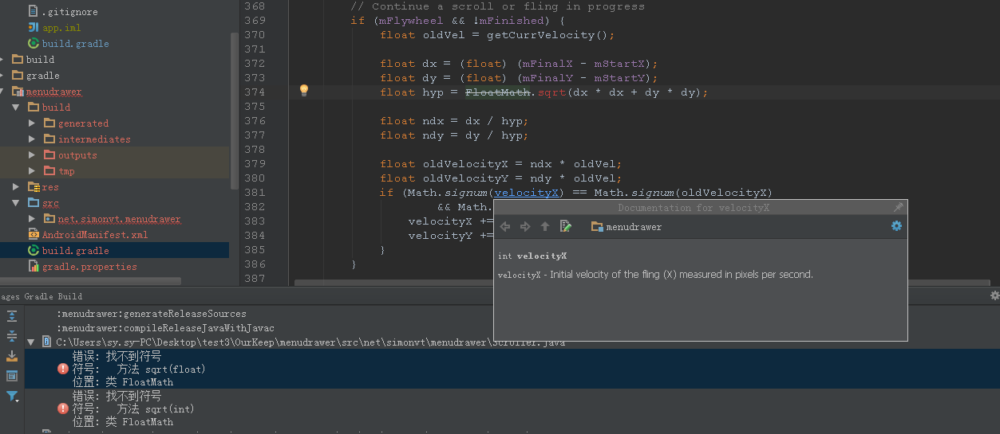 .gitignore
app.iml
build.gradle
build
gradle
menudrawer
build
generated
intermediates
outputs
tmp
res
src
net.simonvt.menudrawer
AndroidManifest.xml
build.gradle
gradle.properties
368 // Continue a scroll or fling in progress
369 if (mFlywheel && !mFinished) {
370 float oldVel = getCurrVelocity();
371
372 float dx = (float) (mFinalX - mStartX);
373 float dy = (float) (mFinalY - mStartY);
374 float hyp = FloatMath.sqrt(dx * dx + dy * dy);
375
376 float ndx = dx / hyp;
377 float ndy = dy / hyp;
378
379 float oldVelocityX = ndx * oldVel;
380 float oldVelocityY = ndy * oldVel;
381 if (Math.signum(velocityX) == Math.signum(oldVelocityX)
382 && Math.
383 velocityX +=
384 velocityY +=
385 }
386 }
387
Documentation for velocityX
menudrawer
int velocityX
velocityX - Initial velocity of the fling (X) measured in pixels per second.
ages Gradle Build
:menudrawer:generateReleaseSources
:menudrawer:compileReleaseJavaWithJavac
C:\Users\sy.sy-PC\Desktop\test3\OurKeep\menudrawer\src\net\simonvt\menudrawer\Scroller.java
错误: 找不到符号
符号: 方法 sqrt(float)
位置: 类 FloatMath
错误: 找不到符号
符号: 方法 sqrt(int)
位置: 类 FloatMath